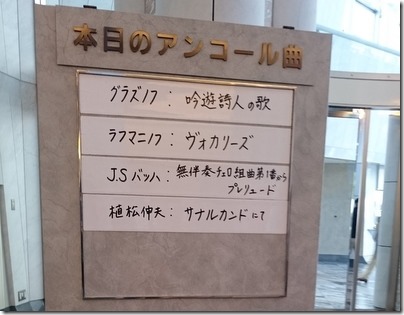 本日のアンコール曲
グラズノフ： 吟遊詩人の歌
ラフマニノフ： ヴォカリーズ
J.Sバッハ： 無伴奏チェロ組曲第1番から
プレリュード
植松伸夫： サナルカンドにて